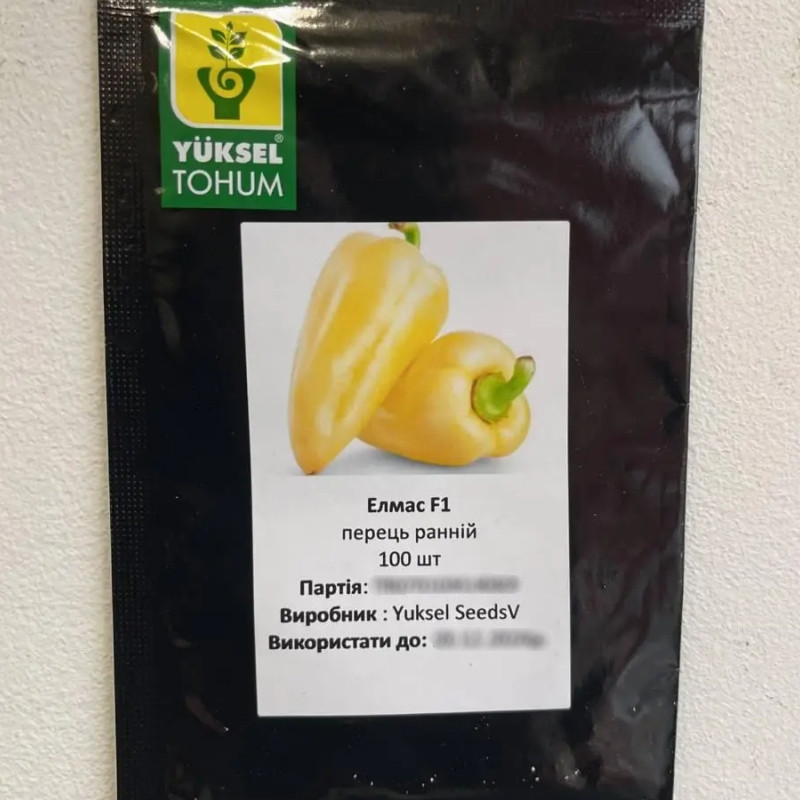 YÜKSEL®
TOHUM
Елмас F1
перець ранній
100 шт
Партія:
Виробник : Yuksel SeedsV
Використати до: